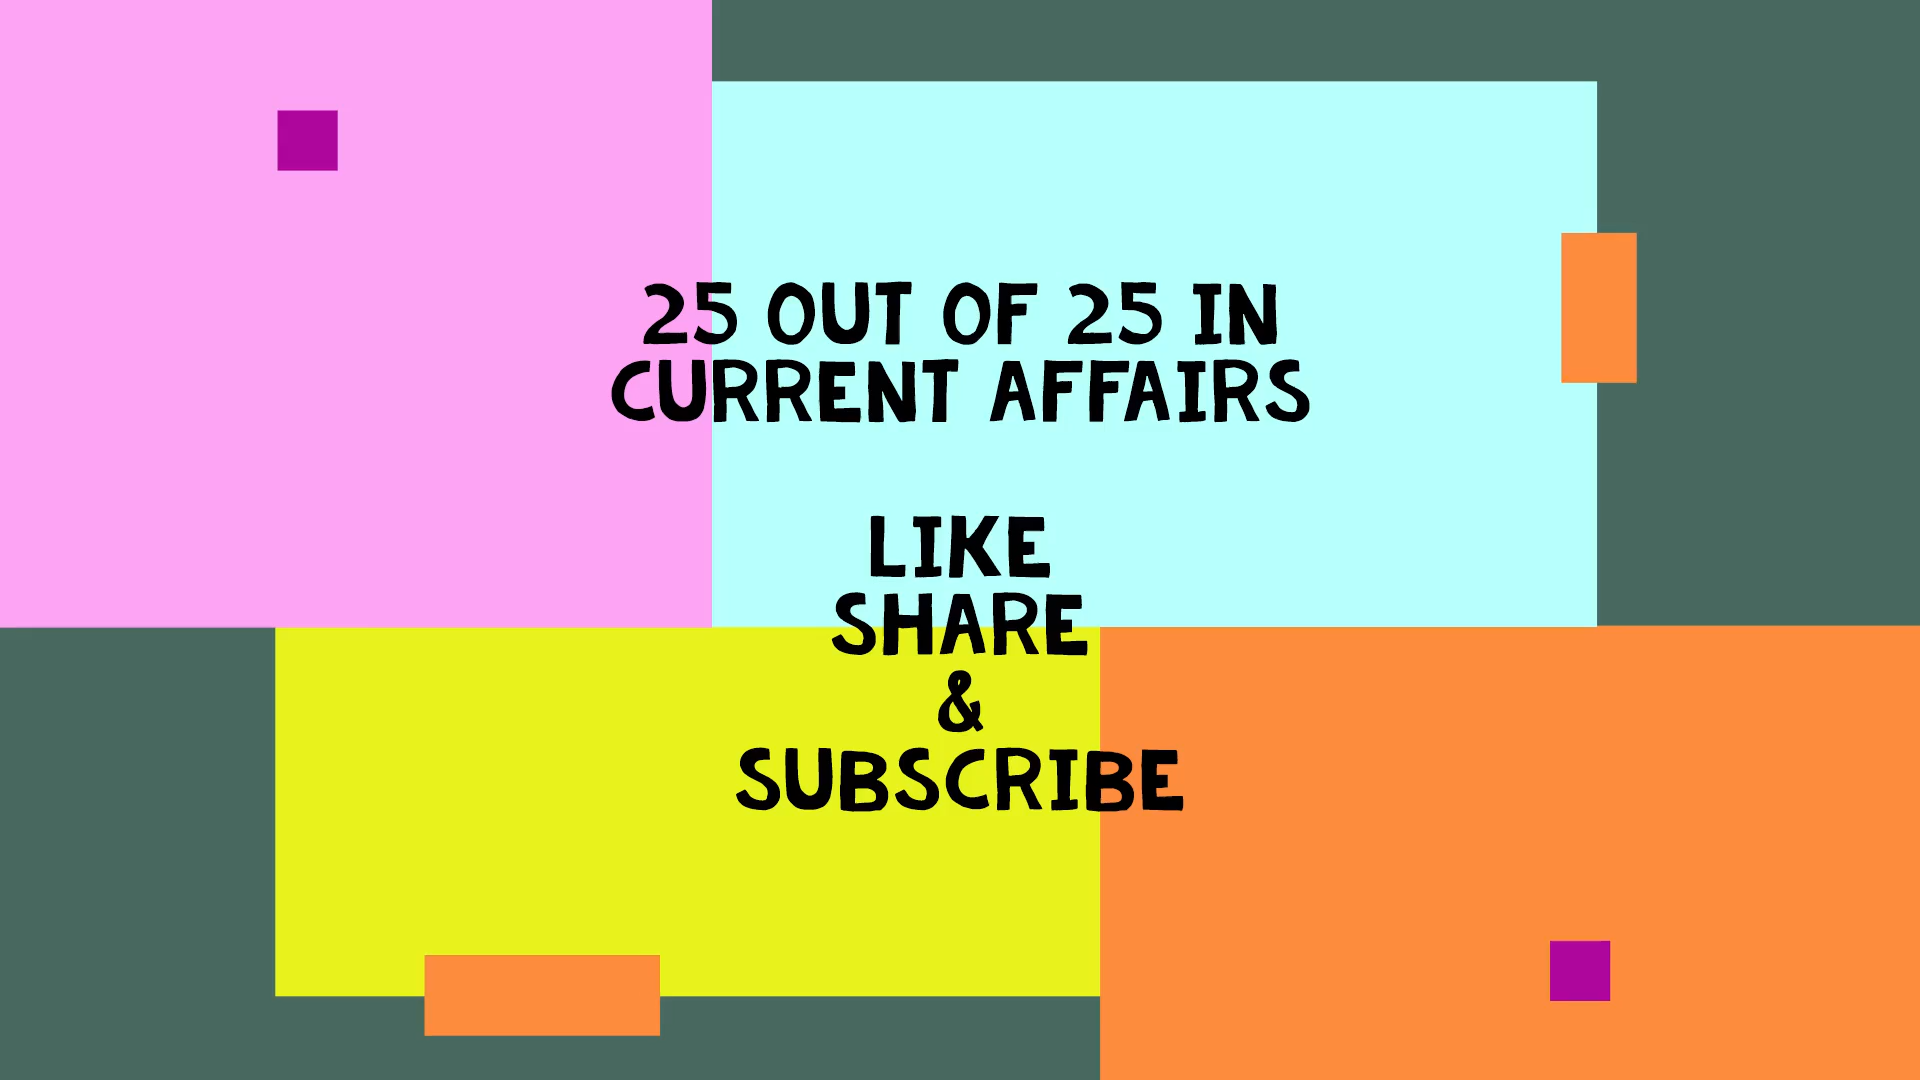 25 OUT OF 25 IN
CURRENT AFFAIRS
LIKE
SHARE
&
SUBSCRIBE